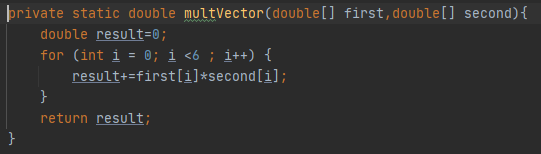 private static double multVector(double[] first,double[] second){
    double result=0;
    for (int i = 0; i <6 ; i++) {
        result+=first[i]*second[i];
    }
    return result;
}